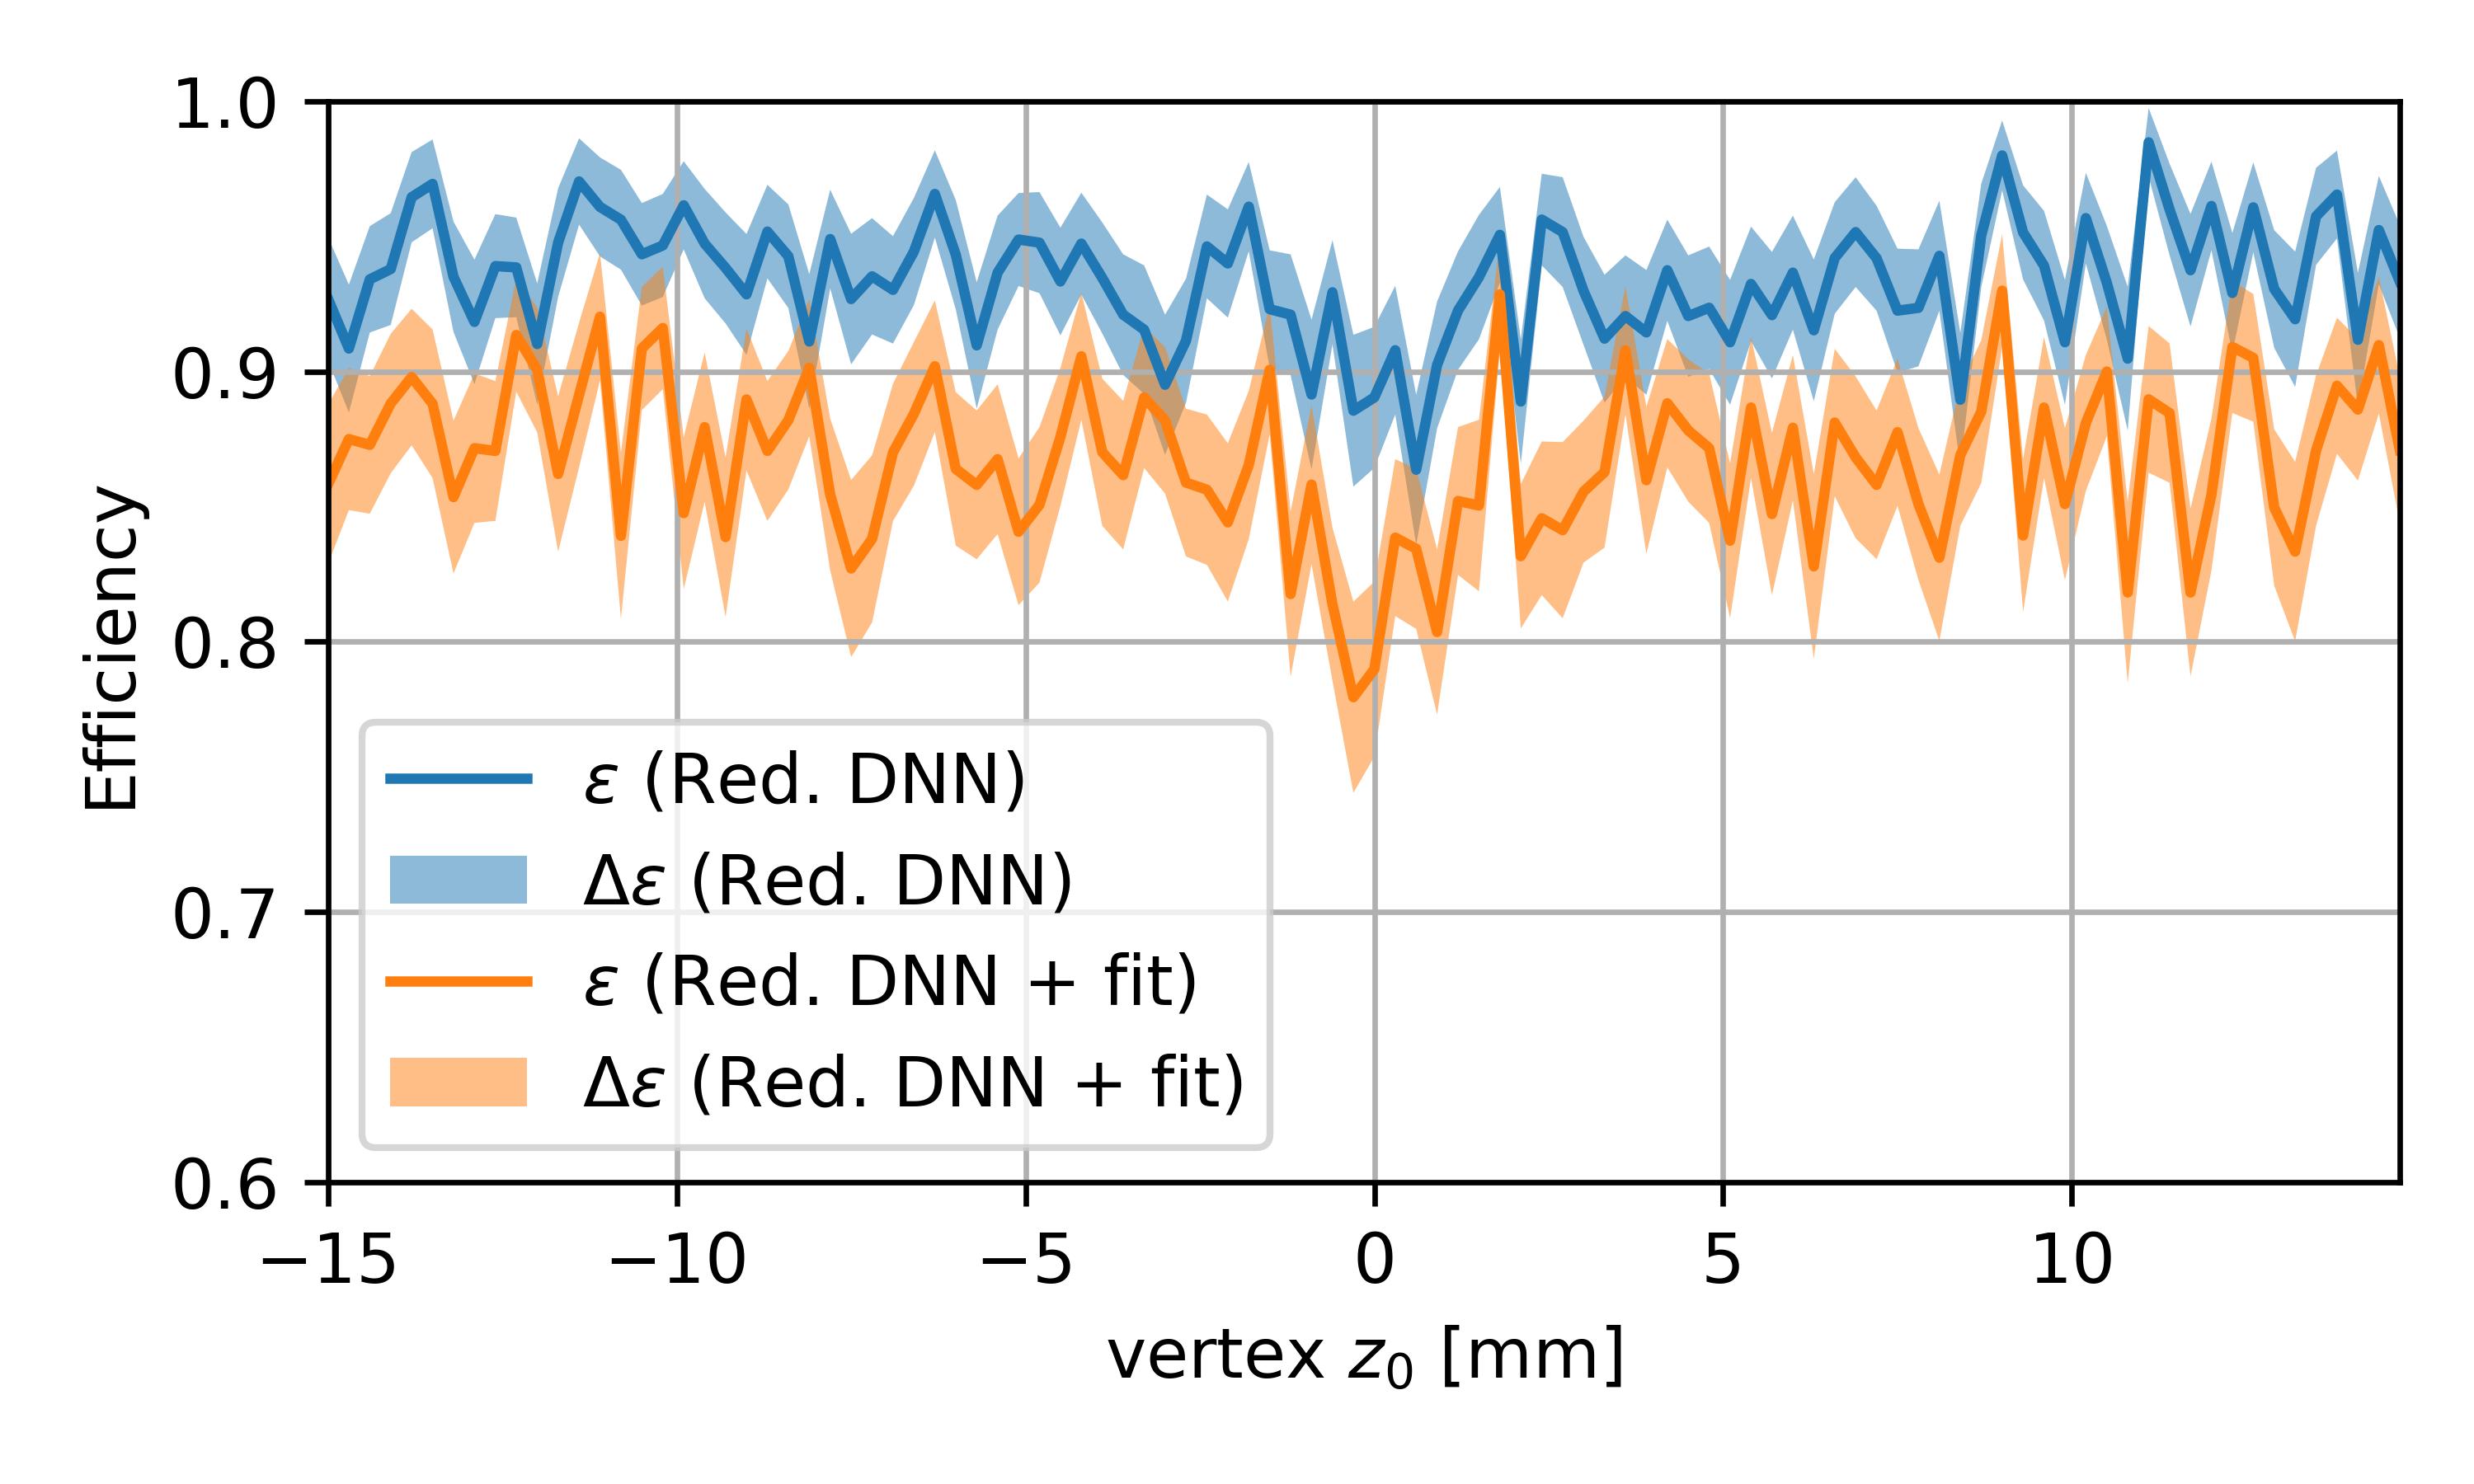 1.0
0.9
0.8
0.7
0.6
Efficiency
ε (Red. DNN)
Δε (Red. DNN)
ε (Red. DNN + fit)
Δε (Red. DNN + fit)
−15 −10 −5 0 5 10
vertex z₀ [mm]